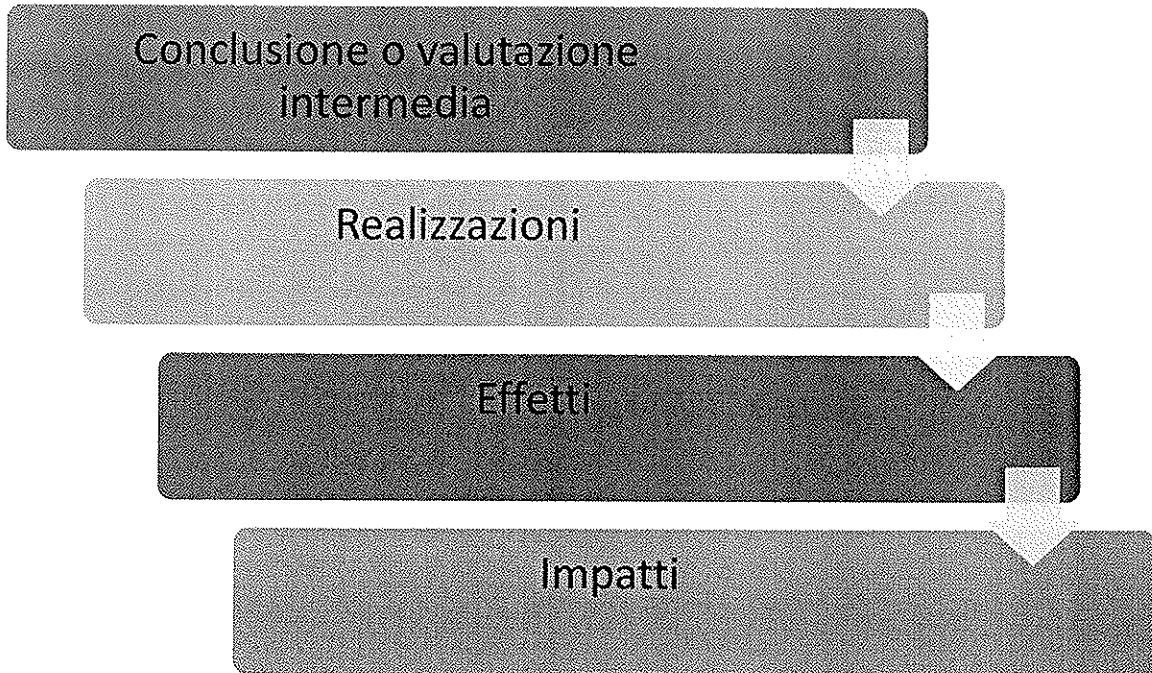 Conclusione o valutazione
intermedia
Realizzazioni
Effetti
Impatti